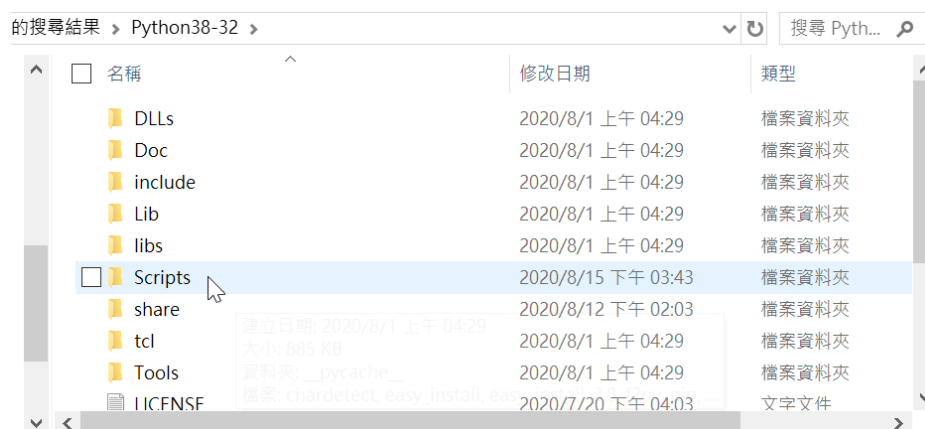 的搜尋結果 > Python38-32 >
搜尋 Pyth...
名稱 修改日期 類型
DLLs 2020/8/1 上午 04:29 檔案資料夾
Doc 2020/8/1 上午 04:29 檔案資料夾
include 2020/8/1 上午 04:29 檔案資料夾
Lib 2020/8/1 上午 04:29 檔案資料夾
libs 2020/8/1 上午 04:29 檔案資料夾
Scripts 2020/8/15 下午 03:43 檔案資料夾
share 2020/8/12 下午 02:03 檔案資料夾
建立日期: 2020/8/1 上午 04:29
tcl 2020/8/1 上午 04:29 檔案資料夾
大小: 885 KB
Tools 2020/8/1 上午 04:29 檔案資料夾
資料夾: __pycache__
檔案: chardetect, easy_install,
LICENSE 2020/7/20 下午 04:03 文字文件